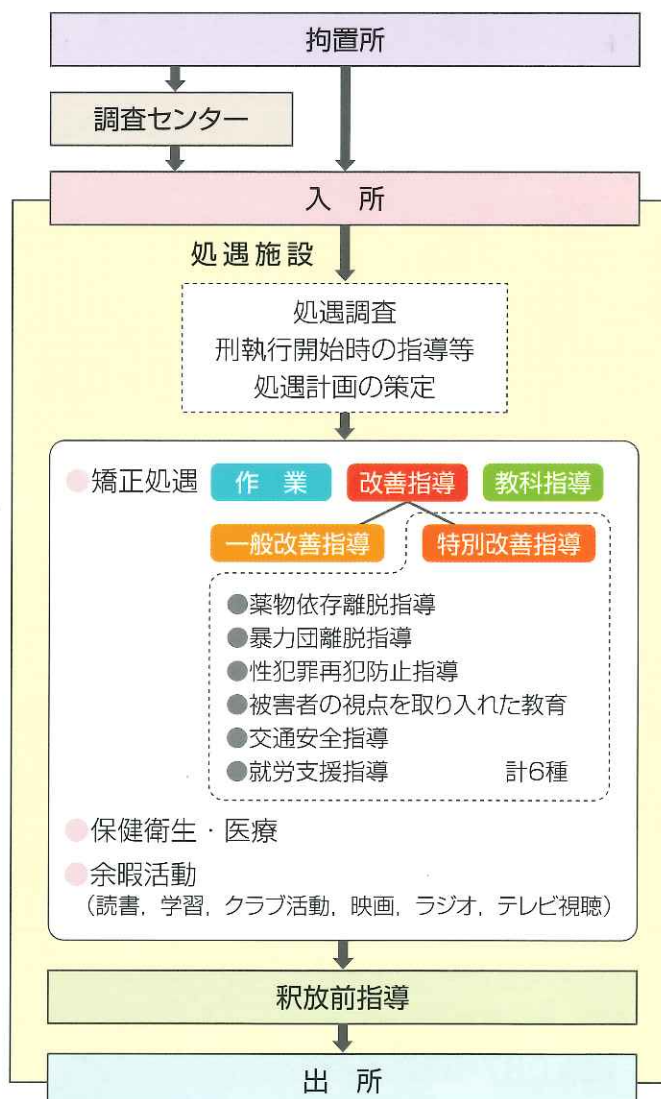 拘置所
調査センター
入 所
処遇施設
処遇調査
刑執行開始時の指導等
処遇計画の策定
●矯正処遇 作 業 改善指導 教科指導
一般改善指導 特別改善指導
●薬物依存離脱指導
●暴力団離脱指導
●性犯罪再犯防止指導
●被害者の視点を取り入れた教育
●交通安全指導
●就労支援指導 計6種
●保健衛生・医療
●余暇活動
（読書，学習，クラブ活動，映画，ラジオ，テレビ視聴）
釈放前指導
出 所